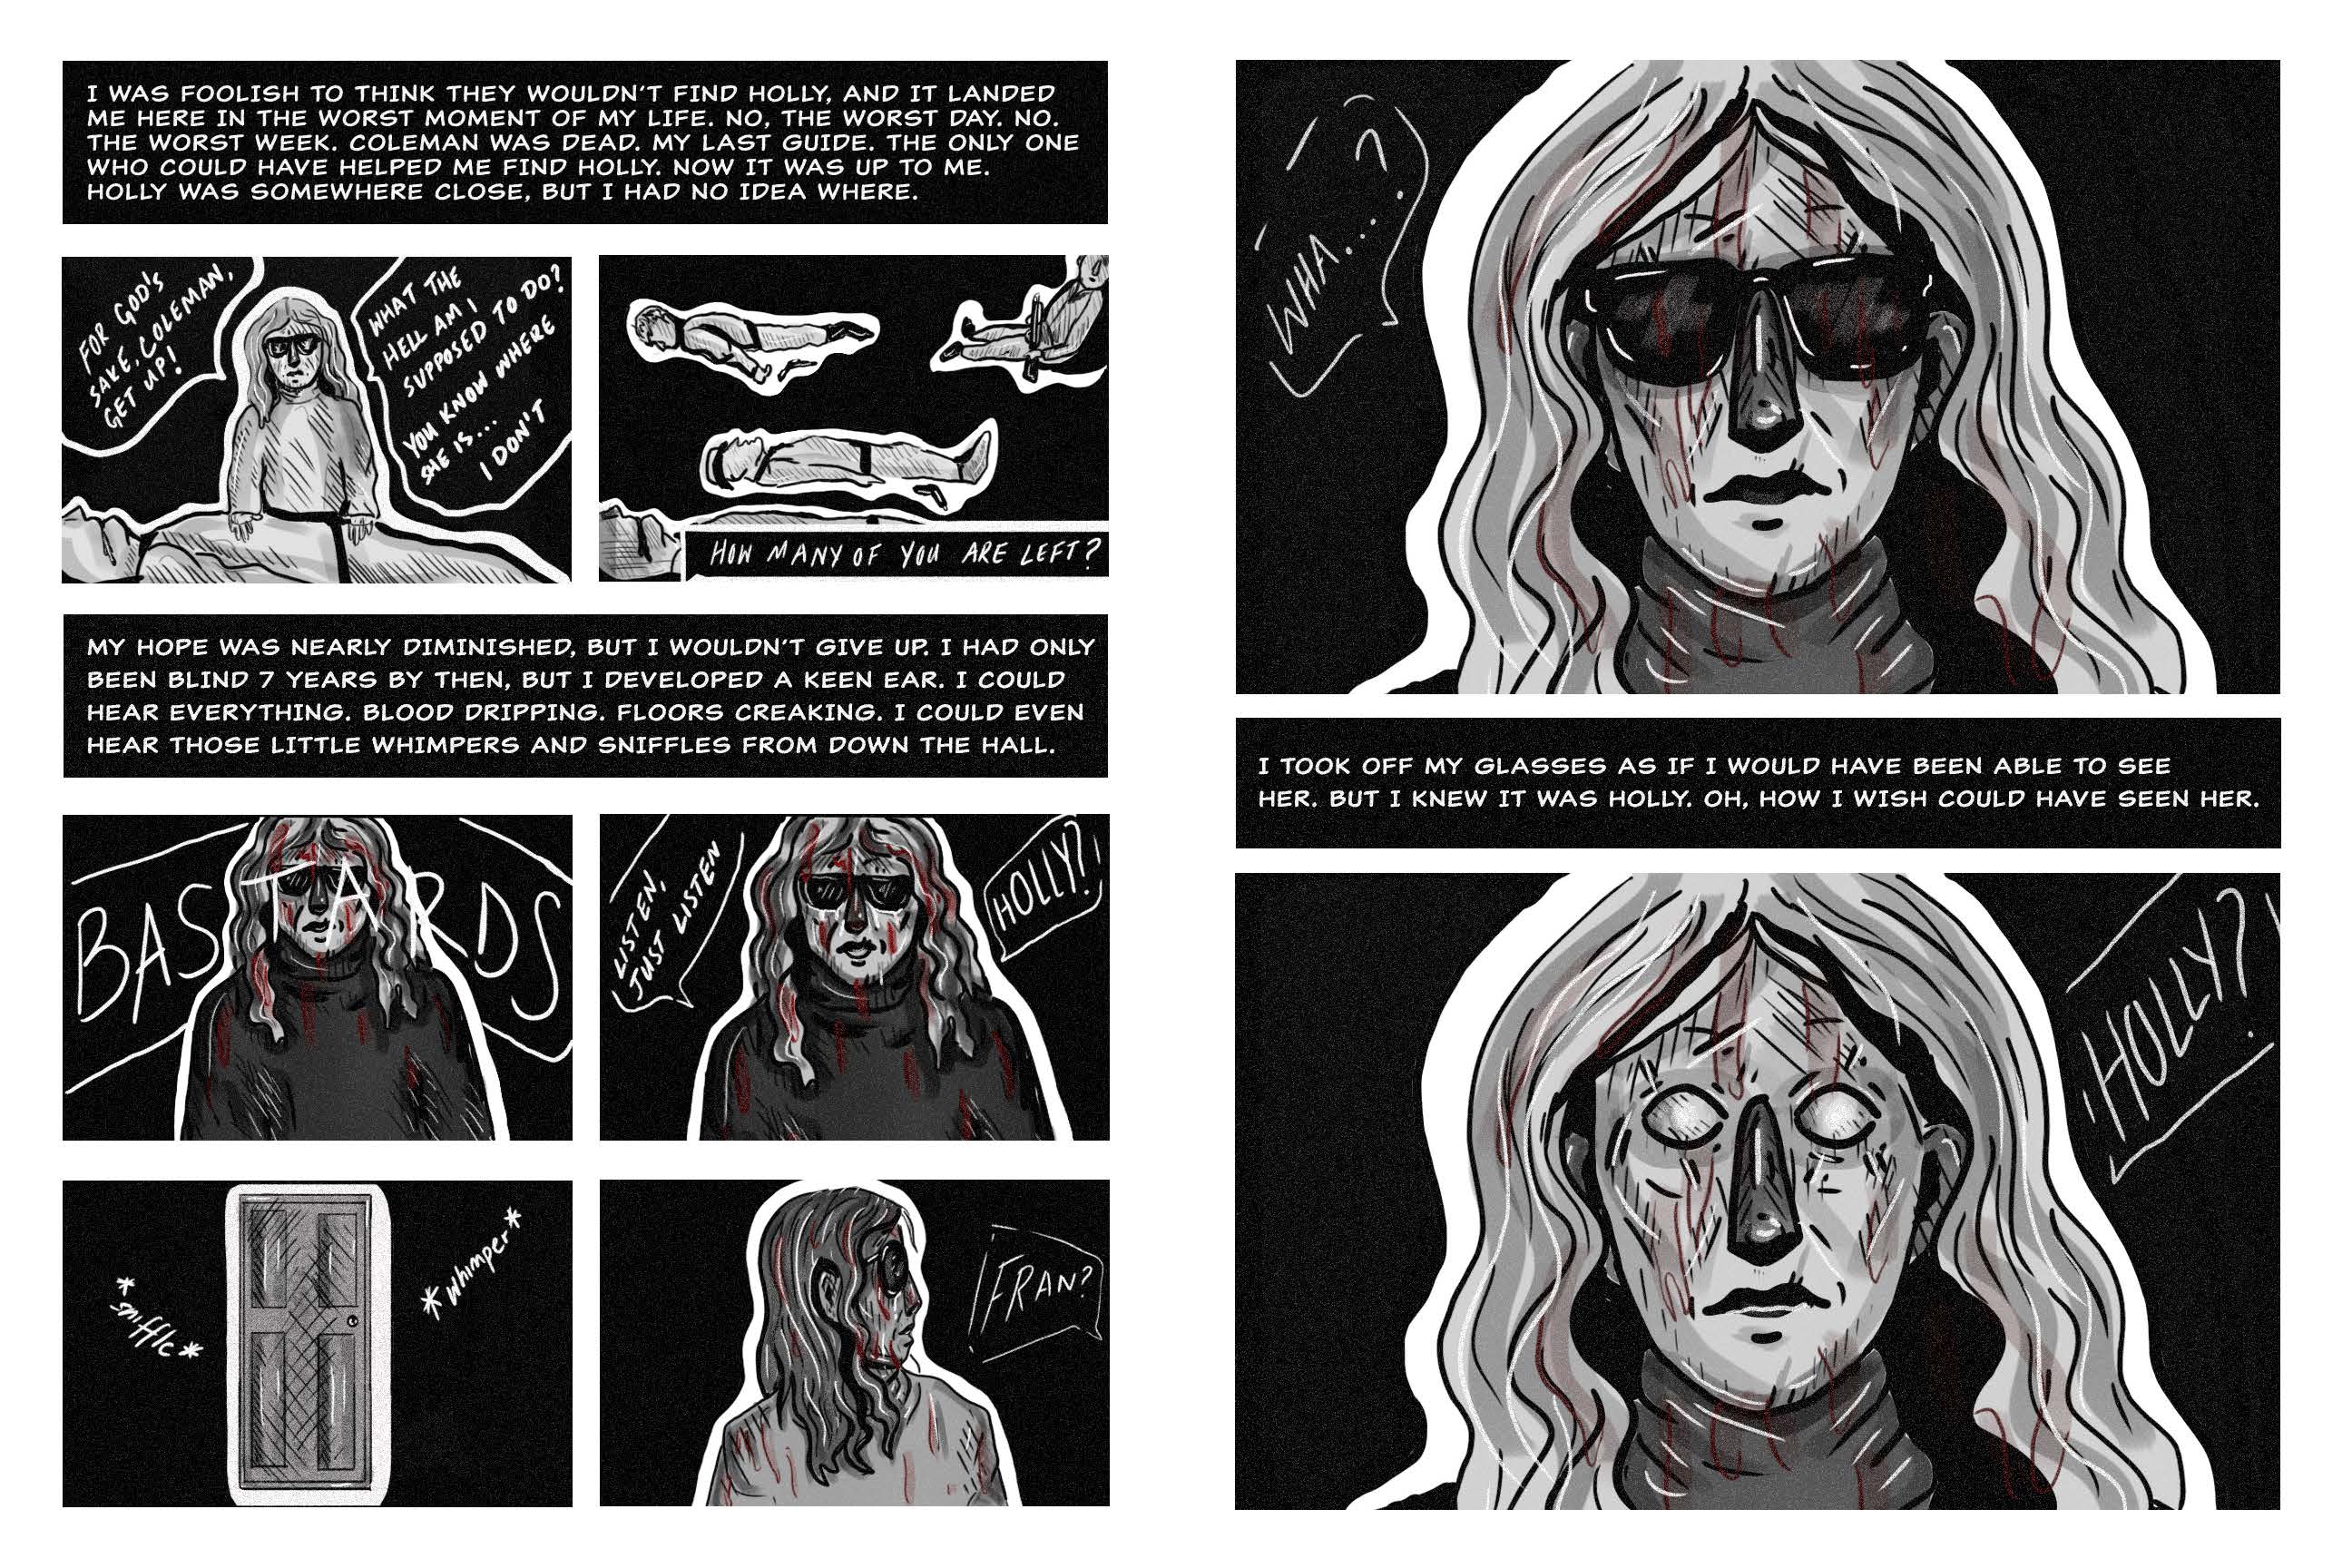 I WAS FOOLISH TO THINK THEY WOULDN'T FIND HOLLY, AND IT LANDED
ME HERE IN THE WORST MOMENT OF MY LIFE. NO, THE WORST DAY. NO.
THE WORST WEEK. COLEMAN WAS DEAD. MY LAST GUIDE. THE ONLY ONE
WHO COULD HAVE HELPED ME FIND HOLLY. NOW IT WAS UP TO ME.
HOLLY WAS SOMEWHERE CLOSE, BUT I HAD NO IDEA WHERE.
FOR GOD'S
SAKE, COLEMAN,
GET UP!
WHAT THE
HELL AM I
SUPPOSED TO DO?
YOU KNOW WHERE
SHE IS...
I DON'T
HOW MANY OF YOU ARE LEFT?
MY HOPE WAS NEARLY DIMINISHED, BUT I WOULDN'T GIVE UP. I HAD ONLY
BEEN BLIND 7 YEARS BY THEN, BUT I DEVELOPED A KEEN EAR. I COULD
HEAR EVERYTHING. BLOOD DRIPPING. FLOORS CREAKING. I COULD EVEN
HEAR THOSE LITTLE WHIMPERS AND SNIFFLES FROM DOWN THE HALL.
BASTARDS
LISTEN,
JUST LISTEN
HOLLY?
*sniffle*
*whimper*
FRAN?
WHA....?
I TOOK OFF MY GLASSES AS IF I WOULD HAVE BEEN ABLE TO SEE
HER. BUT I KNEW IT WAS HOLLY. OH, HOW I WISH COULD HAVE SEEN HER.
HOLLY?